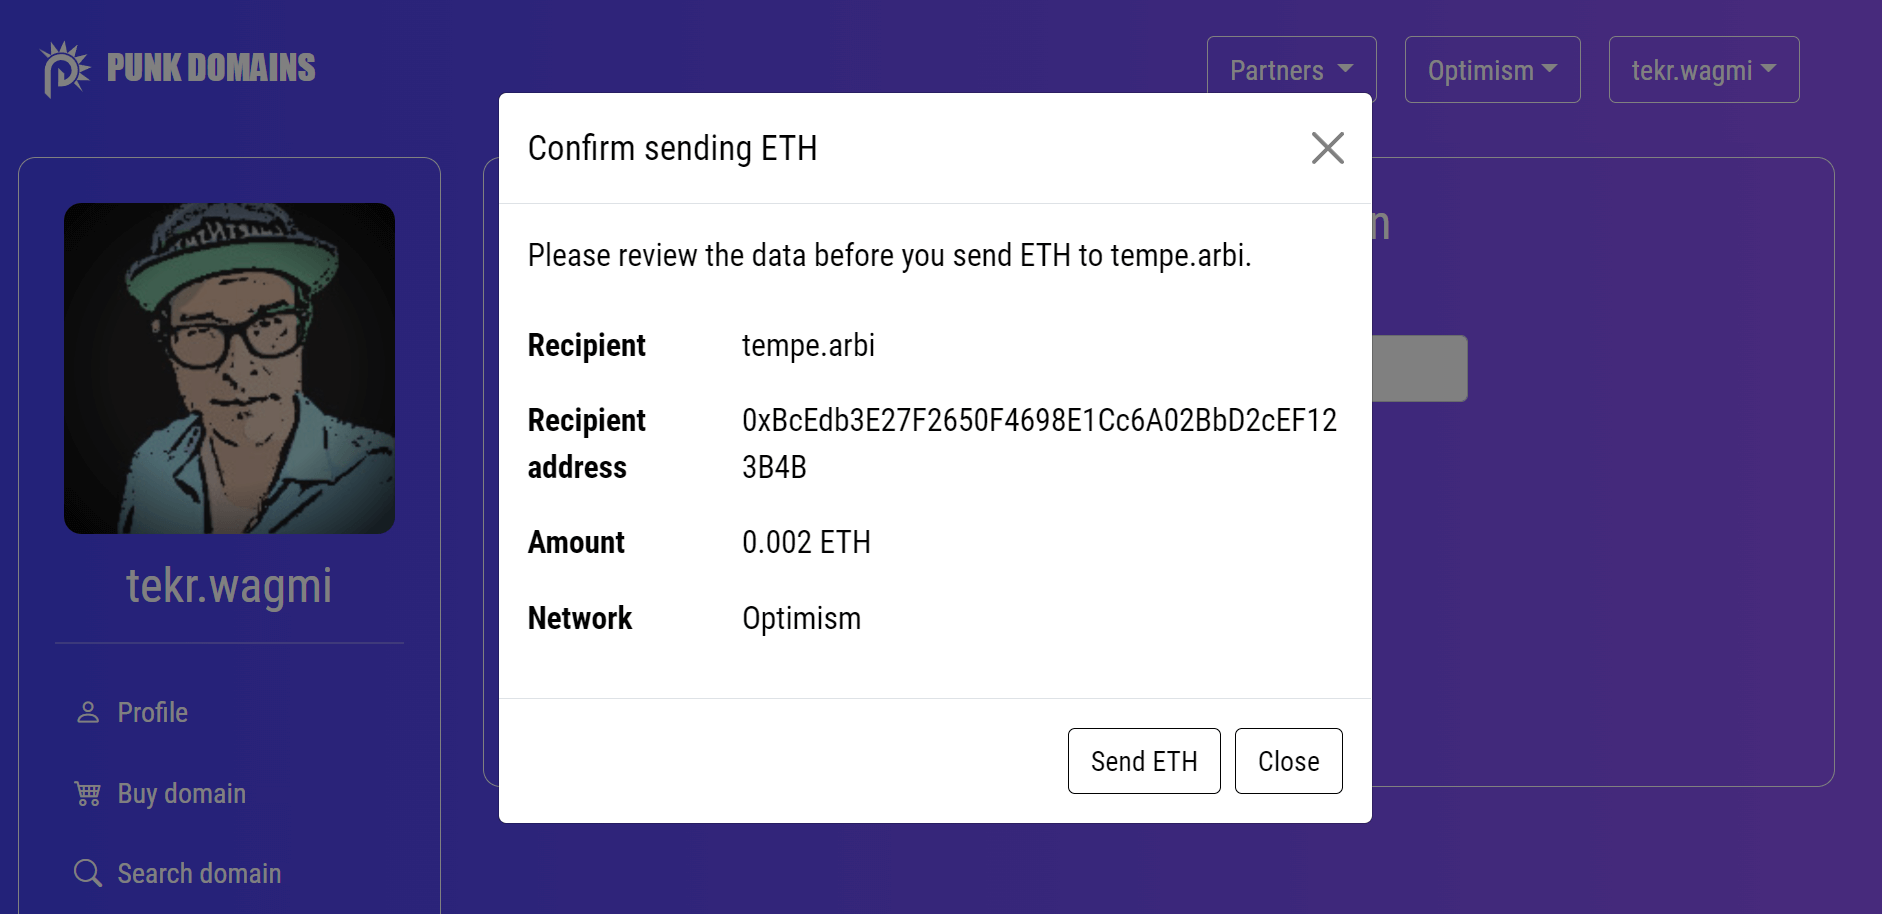 PUNK DOMAINS
Partners
Optimism
tekr.wagmi
Confirm sending ETH
n
Please review the data before you send ETH to tempe.arbi.
Recipient tempe.arbi
Recipient address 0xBcEdb3E27F2650F4698E1Cc6A02BbD2cEF12
3B4B
Amount 0.002 ETH
Network Optimism
Send ETH
Close
tekr.wagmi
Profile
Buy domain
Search domain